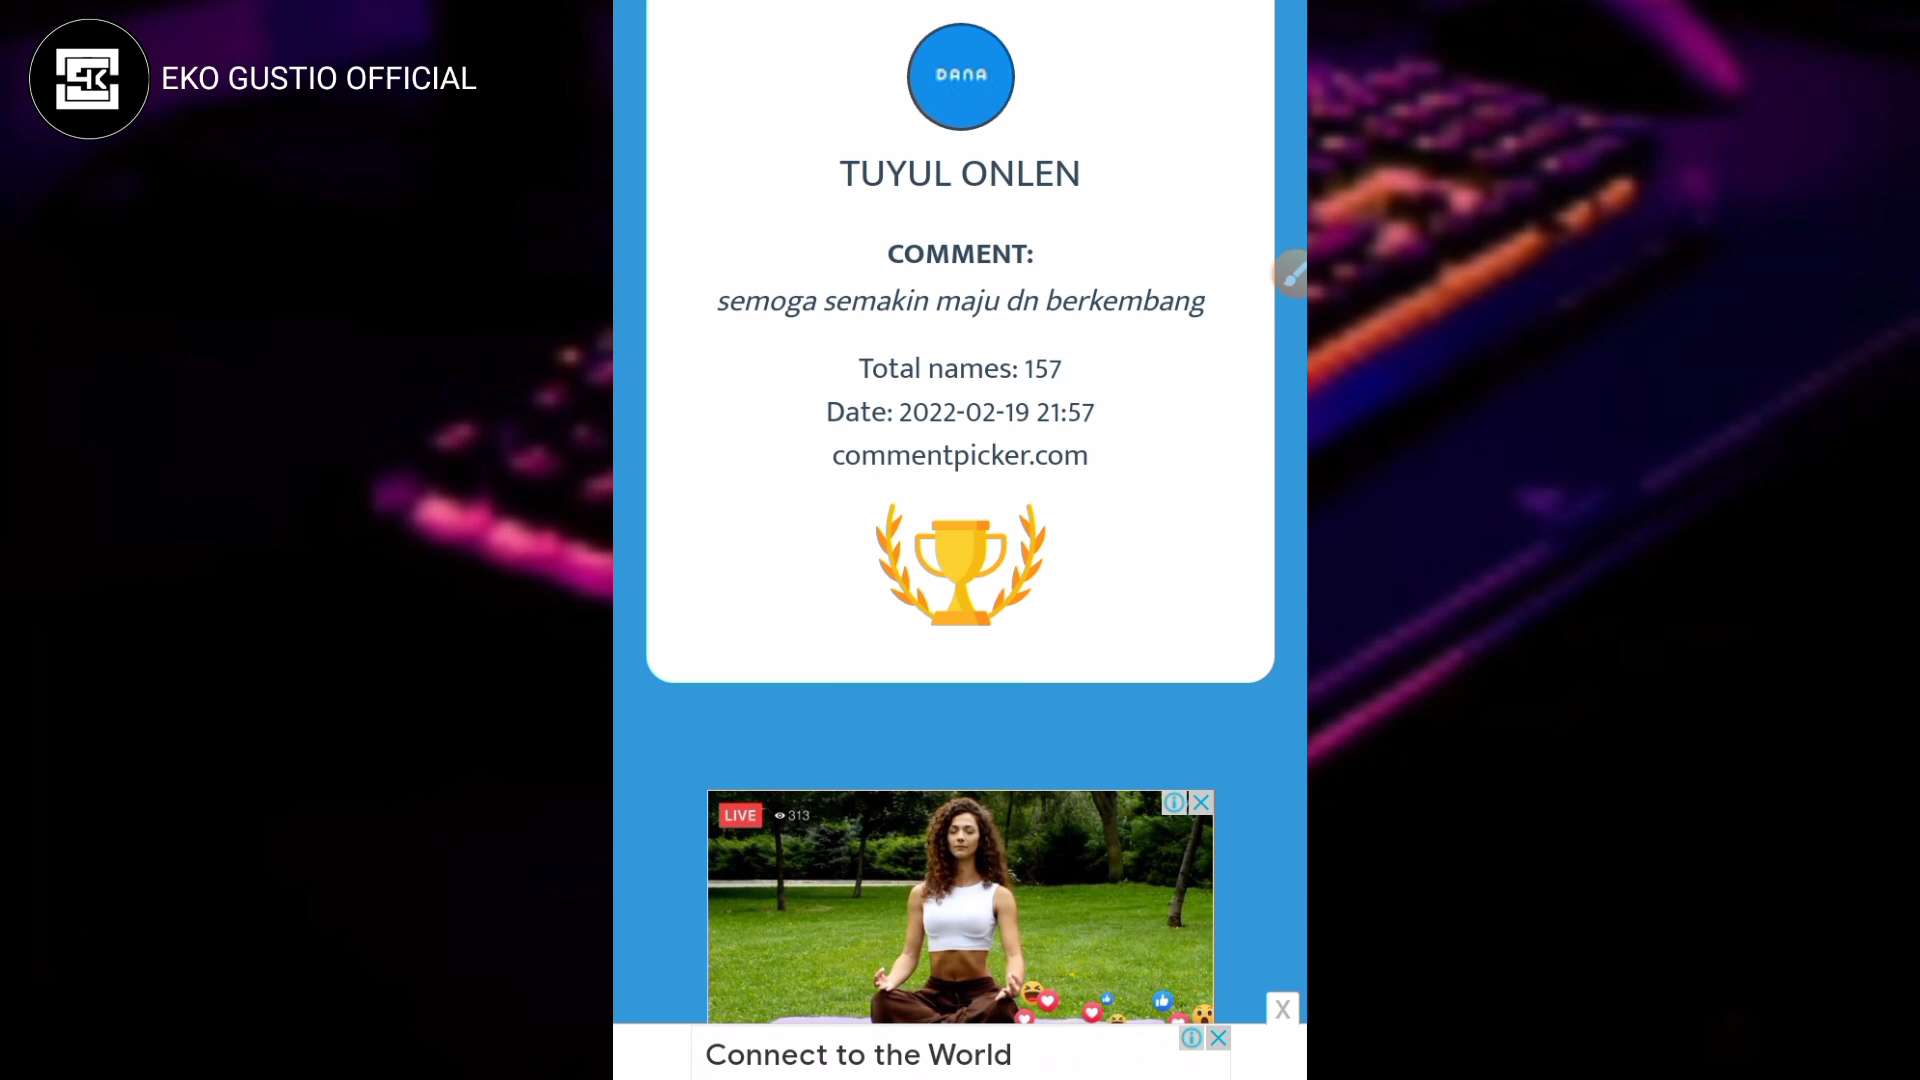 EKO GUSTIO OFFICIAL
DANA
TUYUL ONLEN
COMMENT:
semoga semakin maju dn berkembang
Total names: 157
Date: 2022-02-19 21:57
commentpicker.com
LIVE 313
X
Connect to the World